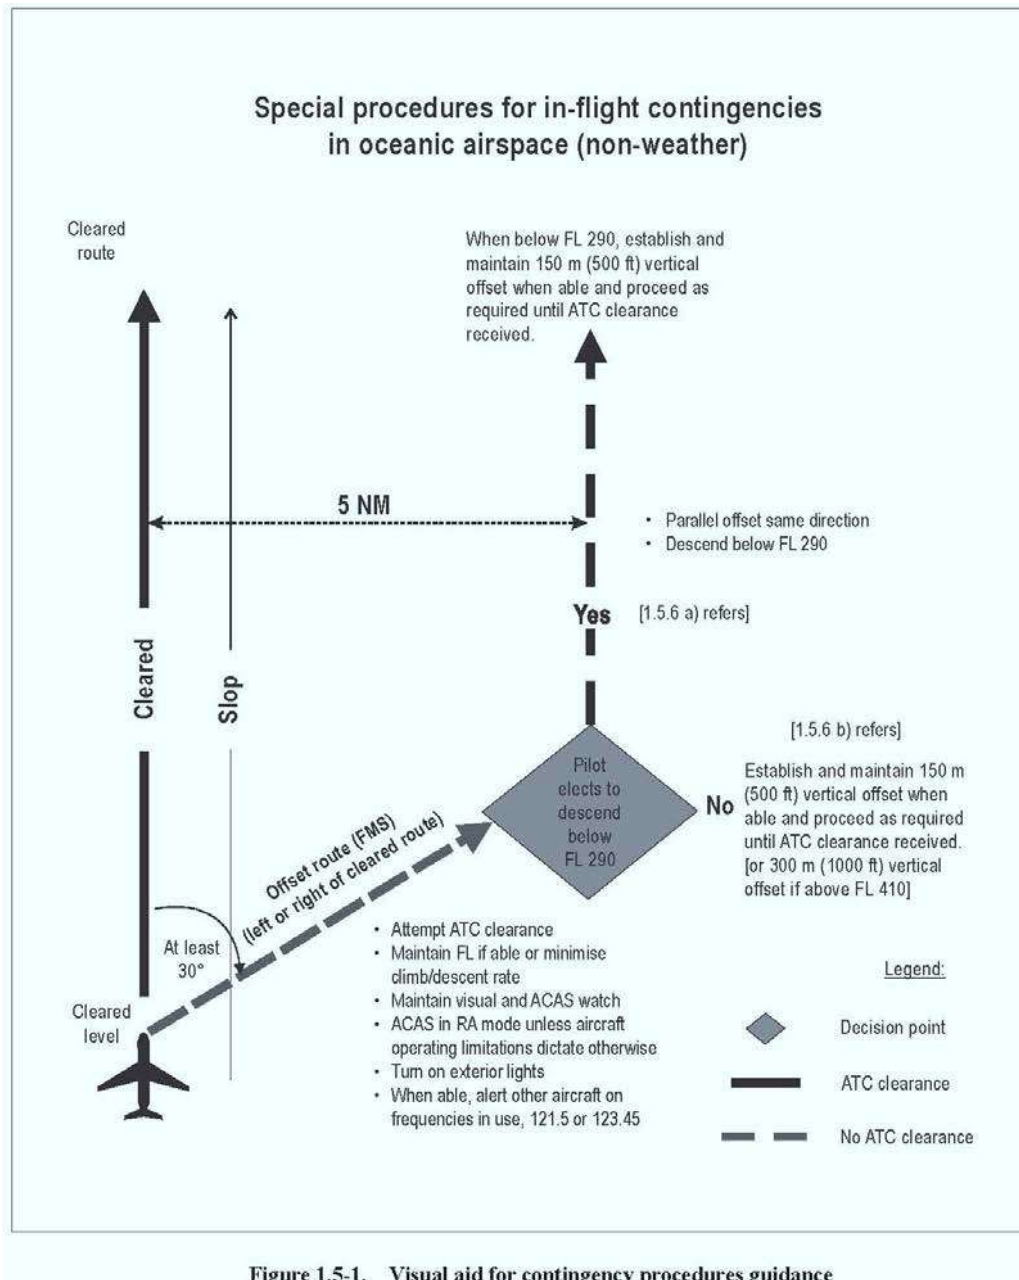 Special procedures for in-flight contingencies
in oceanic airspace (non-weather)
Cleared
route
When below FL 290, establish and
maintain 150 m (500 ft) vertical
offset when able and proceed as
required until ATC clearance
received.
5 NM
• Parallel offset same direction
• Descend below FL 290
Yes
[1.5.6 a) refers]
Cleared
Slop
[1.5.6 b) refers]
Pilot
elects to
descend
below
FL 290
No
Establish and maintain 150 m
(500 ft) vertical offset when
able and proceed as required
until ATC clearance received.
[or 300 m (1000 ft) vertical
offset if above FL 410]
Offset route (FMS)
(left or right of cleared route)
At least
30°
• Attempt ATC clearance
• Maintain FL if able or minimise
climb/descent rate
• Maintain visual and ACAS watch
• ACAS in RA mode unless aircraft
operating limitations dictate otherwise
• Turn on exterior lights
• When able, alert other aircraft on
frequencies in use, 121.5 or 123.45
Cleared
level
Legend:
Decision point
ATC clearance
No ATC clearance
Figure 1.5-1. Visual aid for contingency procedures guidance